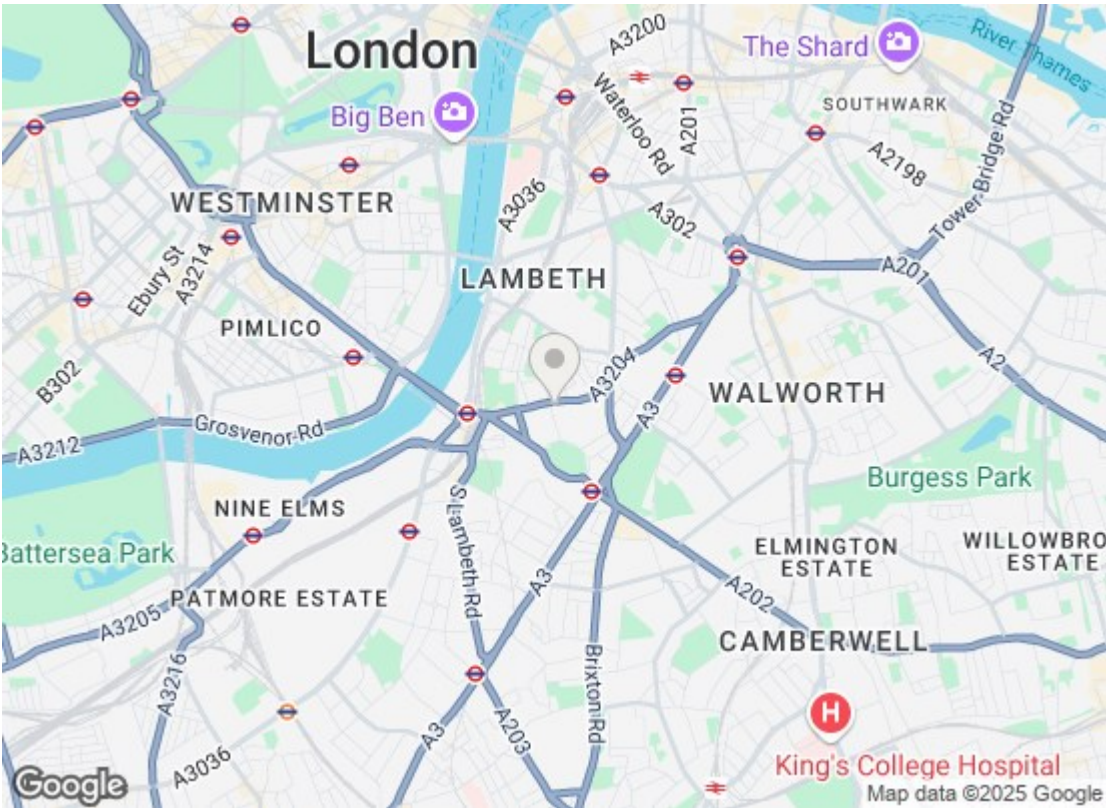 London
A3200
The Shard
River Thames
Big Ben
Waterloo Rd
A201
SOUTHWARK
A2198
Tower Bridge Rd
WESTMINSTER
A3036
A302
Ebury St
A3214
LAMBETH
A201
PIMLICO
B302
A3204
A2
WALWORTH
A3
Grosvenor Rd
A3212
Burgess Park
NINE ELMS
S Lambeth Rd
Battersea Park
ELMINGTON
ESTATE
WILLOWBRO
ESTATE
A3
A202
PATMORE ESTATE
A3205
CAMBERWELL
A3216
Brixton Rd
H
A3
A203
A3036
King's College Hospital
Google
Map data ©2025 Google